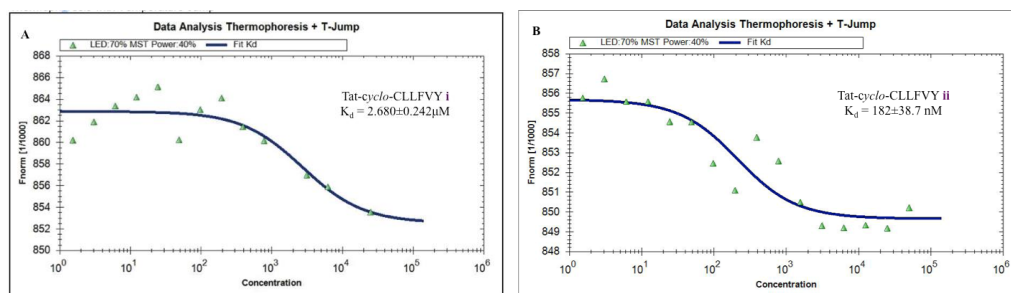 A
Data Analysis Thermophoresis + T-Jump
LED:70% MST Power:40% Fit Kd
Fnorm [1/1000]
868
866
864
862
860
858
856
854
852
850
Tat-cyclo-CLLFVY i
Kd = 2.680±0.242µM
10^0 10^1 10^2 10^3 10^4 10^5 10^6
Concentration
B
Data Analysis Thermophoresis + T-Jump
LED:70% MST Power:40% Fit Kd
Fnorm [1/1000]
858
857
856
855
854
853
852
851
850
849
848
Tat-cyclo-CLLFVY ii
Kd = 182±38.7 nM
10^0 10^1 10^2 10^3 10^4 10^5 10^6
Concentration